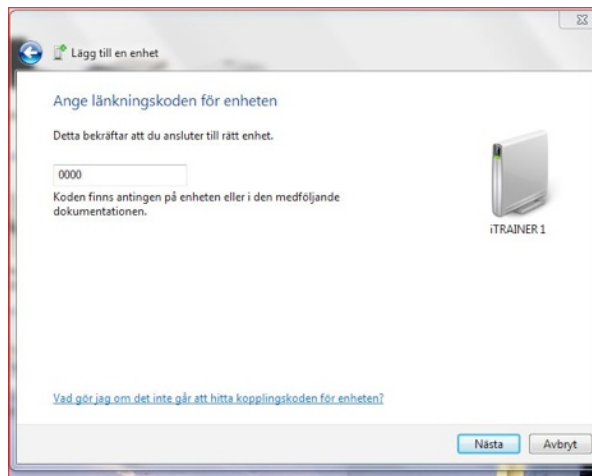 Lägg till en enhet
Ange länkningskoden för enheten
Detta bekräftar att du ansluter till rätt enhet.
0000
Koden finns antingen på enheten eller i den medföljande
dokumentationen.
iTRAINER 1
Vad gör jag om det inte går att hitta kopplingskoden för enheten?
Nästa
Avbryt